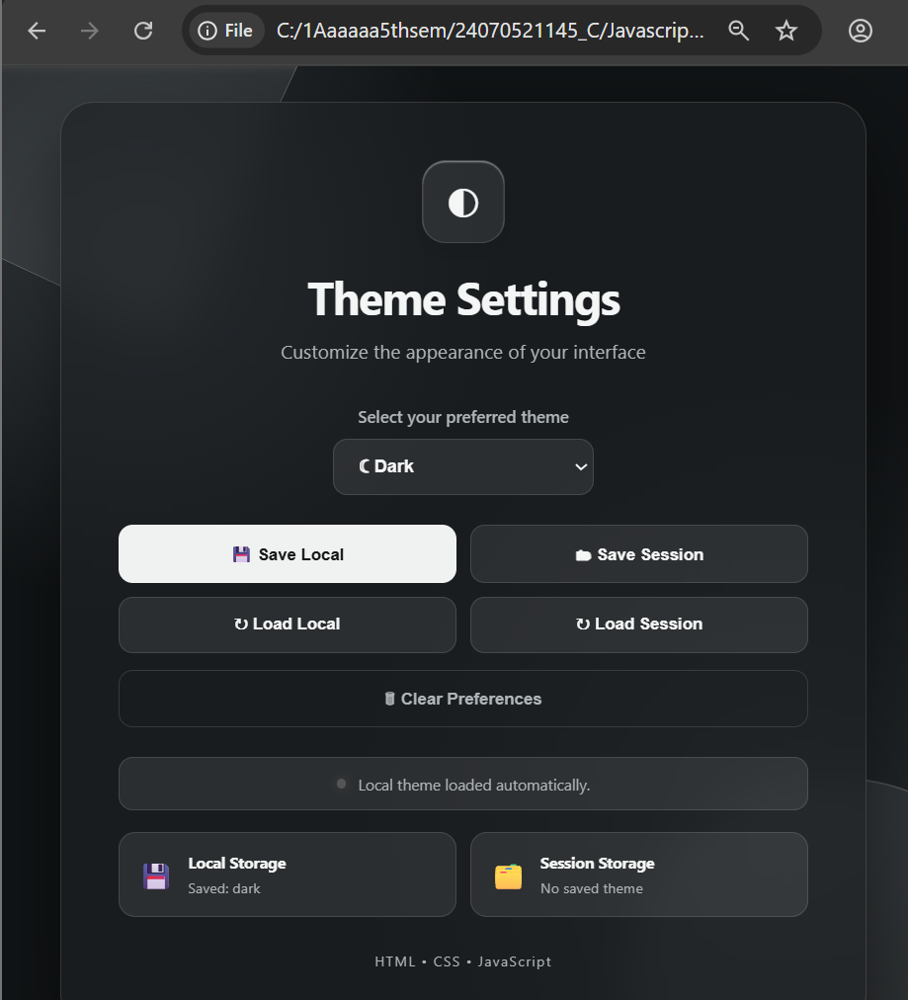 File C:/1Aaaaaa5thsem/24070521145_C/Javascrip...
Theme Settings
Customize the appearance of your interface
Select your preferred theme
☾ Dark
💾 Save Local
Save Session
↻ Load Local
↻ Load Session
🗑 Clear Preferences
Local theme loaded automatically.
Local Storage
Saved: dark
Session Storage
No saved theme
HTML • CSS • JavaScript